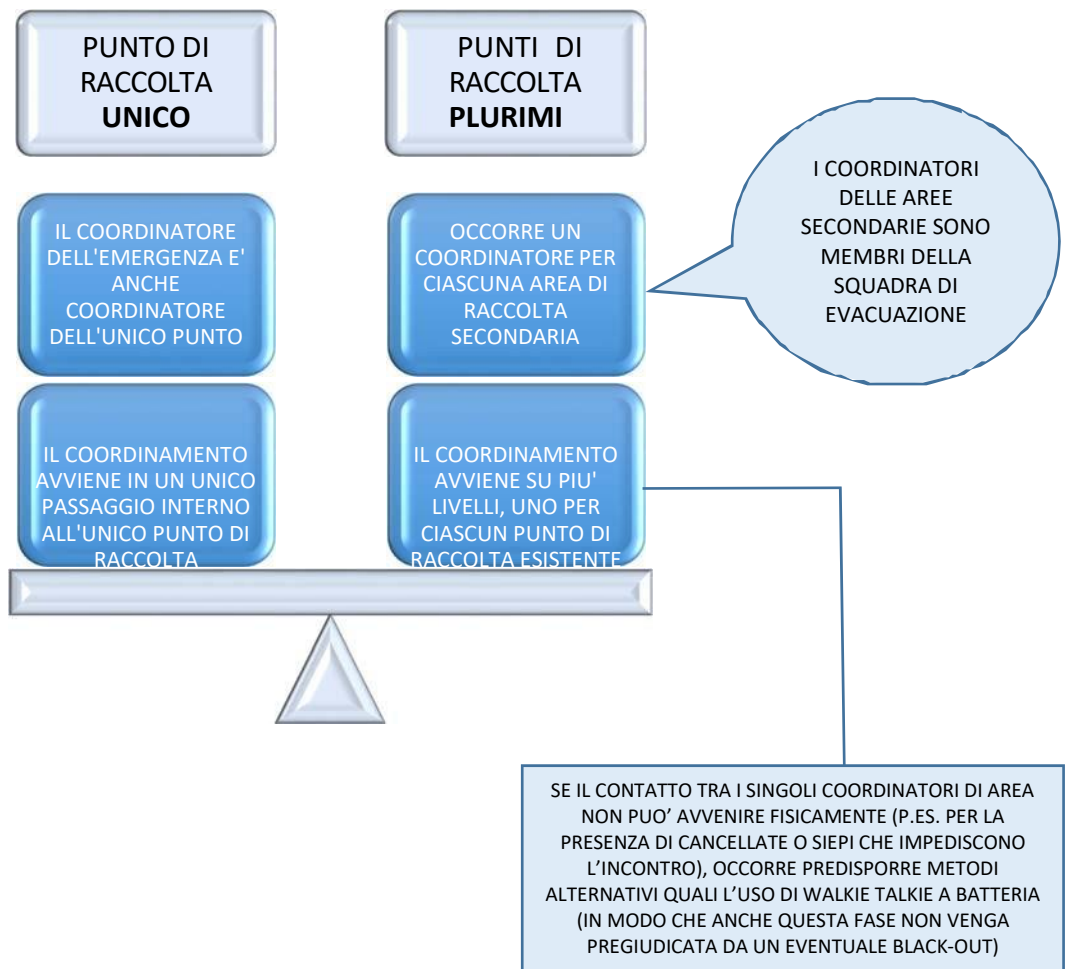 PUNTO DI
RACCOLTA
UNICO
PUNTI DI
RACCOLTA
PLURIMI
IL COORDINATORE
DELL'EMERGENZA E'
ANCHE
COORDINATORE
DELL'UNICO PUNTO
OCCORRE UN
COORDINATORE PER
CIASCUNA AREA DI
RACCOLTA
SECONDARIA
I COORDINATORI
DELLE AREE
SECONDARIE SONO
MEMBRI DELLA
SQUADRA DI
EVACUAZIONE
IL COORDINAMENTO
AVVIENE IN UN UNICO
PASSAGGIO INTERNO
ALL'UNICO PUNTO DI
RACCOLTA
IL COORDINAMENTO
AVVIENE SU PIU'
LIVELLI, UNO PER
CIASCUN PUNTO DI
RACCOLTA ESISTENTE
SE IL CONTATTO TRA I SINGOLI COORDINATORI DI AREA
NON PUO’ AVVENIRE FISICAMENTE (P.ES. PER LA
PRESENZA DI CANCELLATE O SIEPI CHE IMPEDISCONO
L’INCONTRO), OCCORRE PREDISPORRE METODI
ALTERNATIVI QUALI L’USO DI WALKIE TALKIE A BATTERIA
(IN MODO CHE ANCHE QUESTA FASE NON VENGA
PREGIUDICATA DA UN EVENTUALE BLACK-OUT)